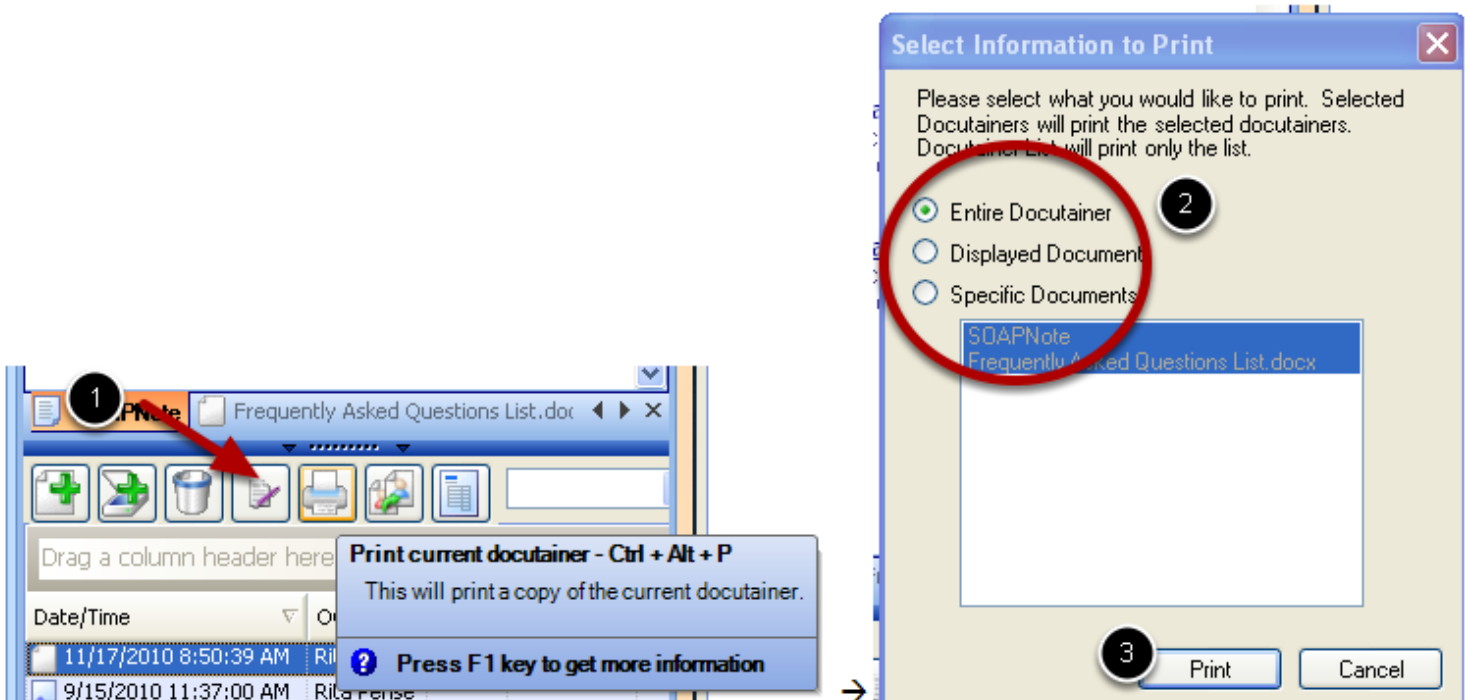 1
PNote
Frequently Asked Questions List.doc
Drag a column header here
Print current docutainer - Ctrl + Alt + P
This will print a copy of the current docutainer.
Press F1 key to get more information
Date/Time
11/17/2010 8:50:39 AM
9/15/2010 11:37:00 AM
Select Information to Print
Please select what you would like to print. Selected
Docutainers will print the selected docutainers.
Docutainer List will print only the list.
2
Entire Docutainer
Displayed Document
Specific Documents
SOAPNote
Frequently Asked Questions List.docx
3
Print
Cancel